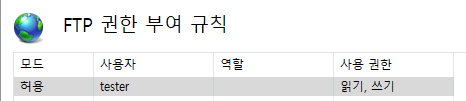 FTP 권한 부여 규칙
모드 사용자 역할 사용 권한
허용 tester 읽기, 쓰기